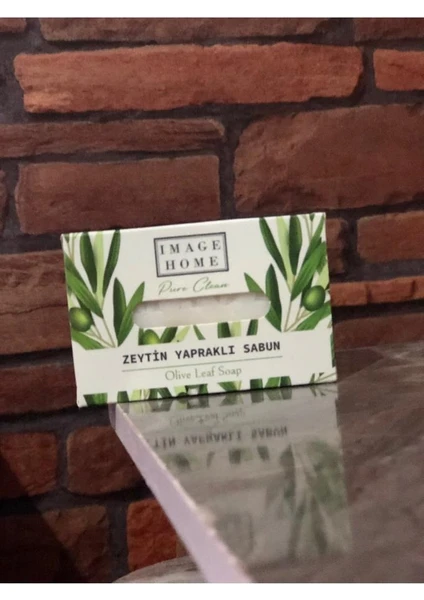 IMAGE
HOME
Pure Clean
ZEYTİN YAPRAKLI SABUN
Olive Leaf Soap